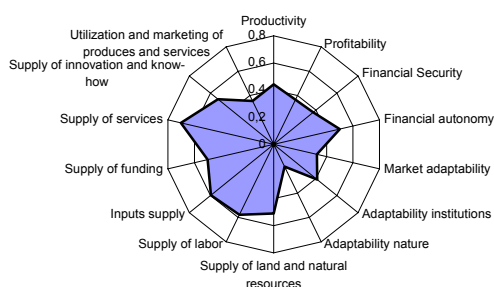 Productivity
Utilization and marketing of
produces and services
Profitability
Supply of innovation and know-
how
Financial Security
Supply of services
Financial autonomy
Supply of funding
Market adaptability
Inputs supply
Adaptability institutions
Supply of labor
Adaptability nature
Supply of land and natural
resources
0,8
0,6
0,4
0,2
0